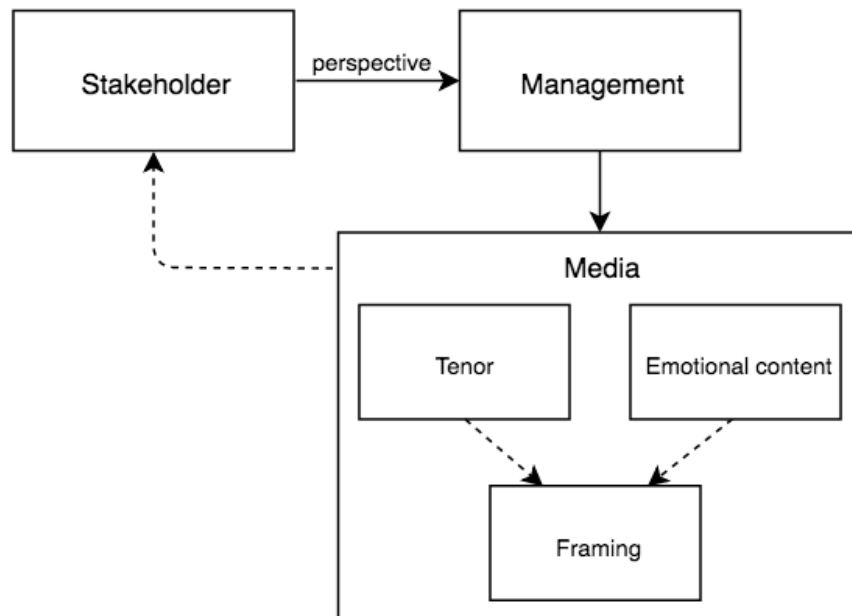 Stakeholder
perspective
Management
Media
Tenor
Emotional content
Framing